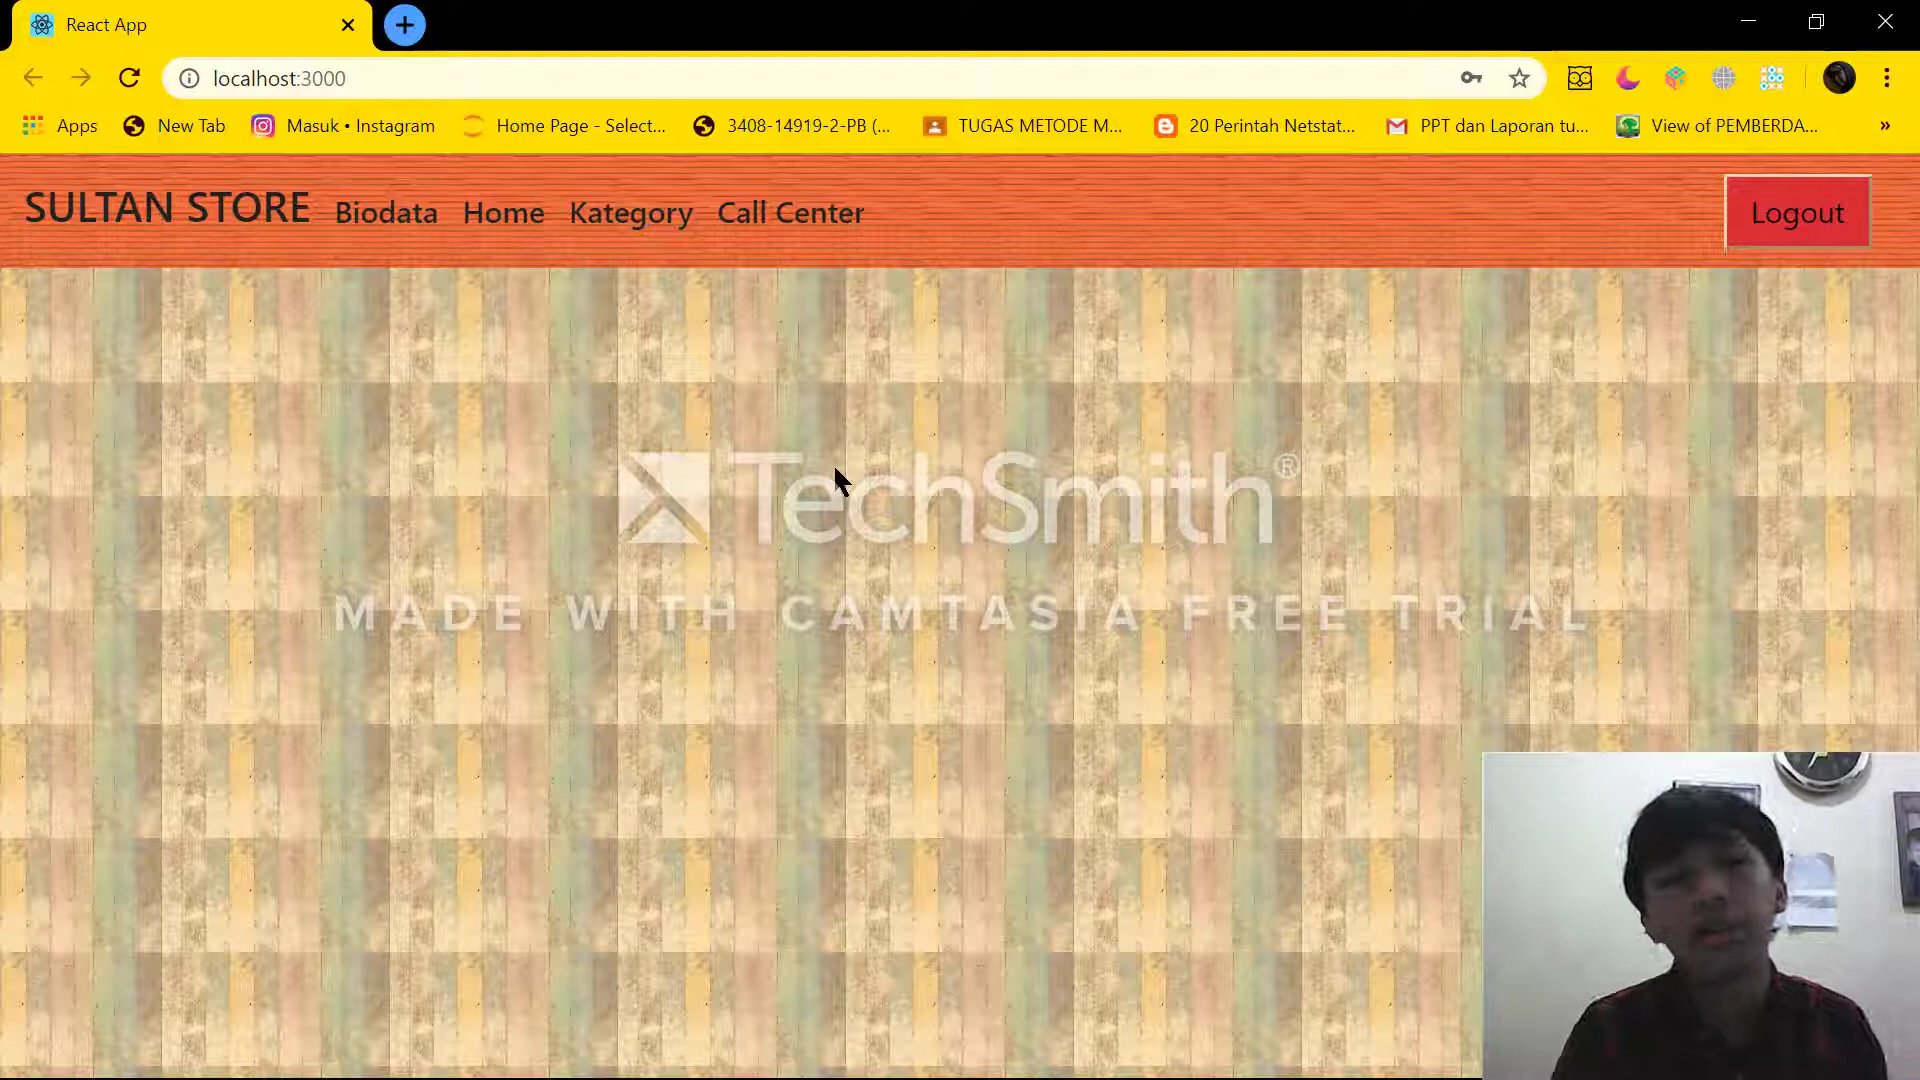 React App
localhost:3000
Apps New Tab Masuk • Instagram Home Page - Select... 3408-14919-2-PB (... TUGAS METODE M... 20 Perintah Netstat... PPT dan Laporan tu... View of PEMBERDA... »
SULTAN STORE Biodata Home Kategory Call Center Logout
TechSmith®
MADE WITH CAMTASIA FREE TRIAL